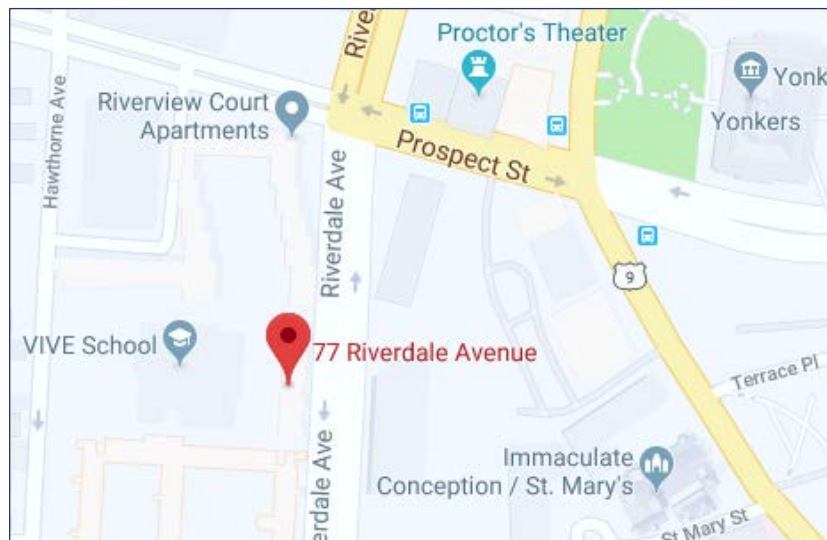 Rive
Proctor's Theater
Yonk
Yonkers
Riverview Court
Apartments
Hawthorne Ave
Prospect St
Riverdale Ave
9
VIVE School
77 Riverdale Avenue
Terrace Pl
erdale Ave
Immaculate
Conception / St. Mary's
St Mary St